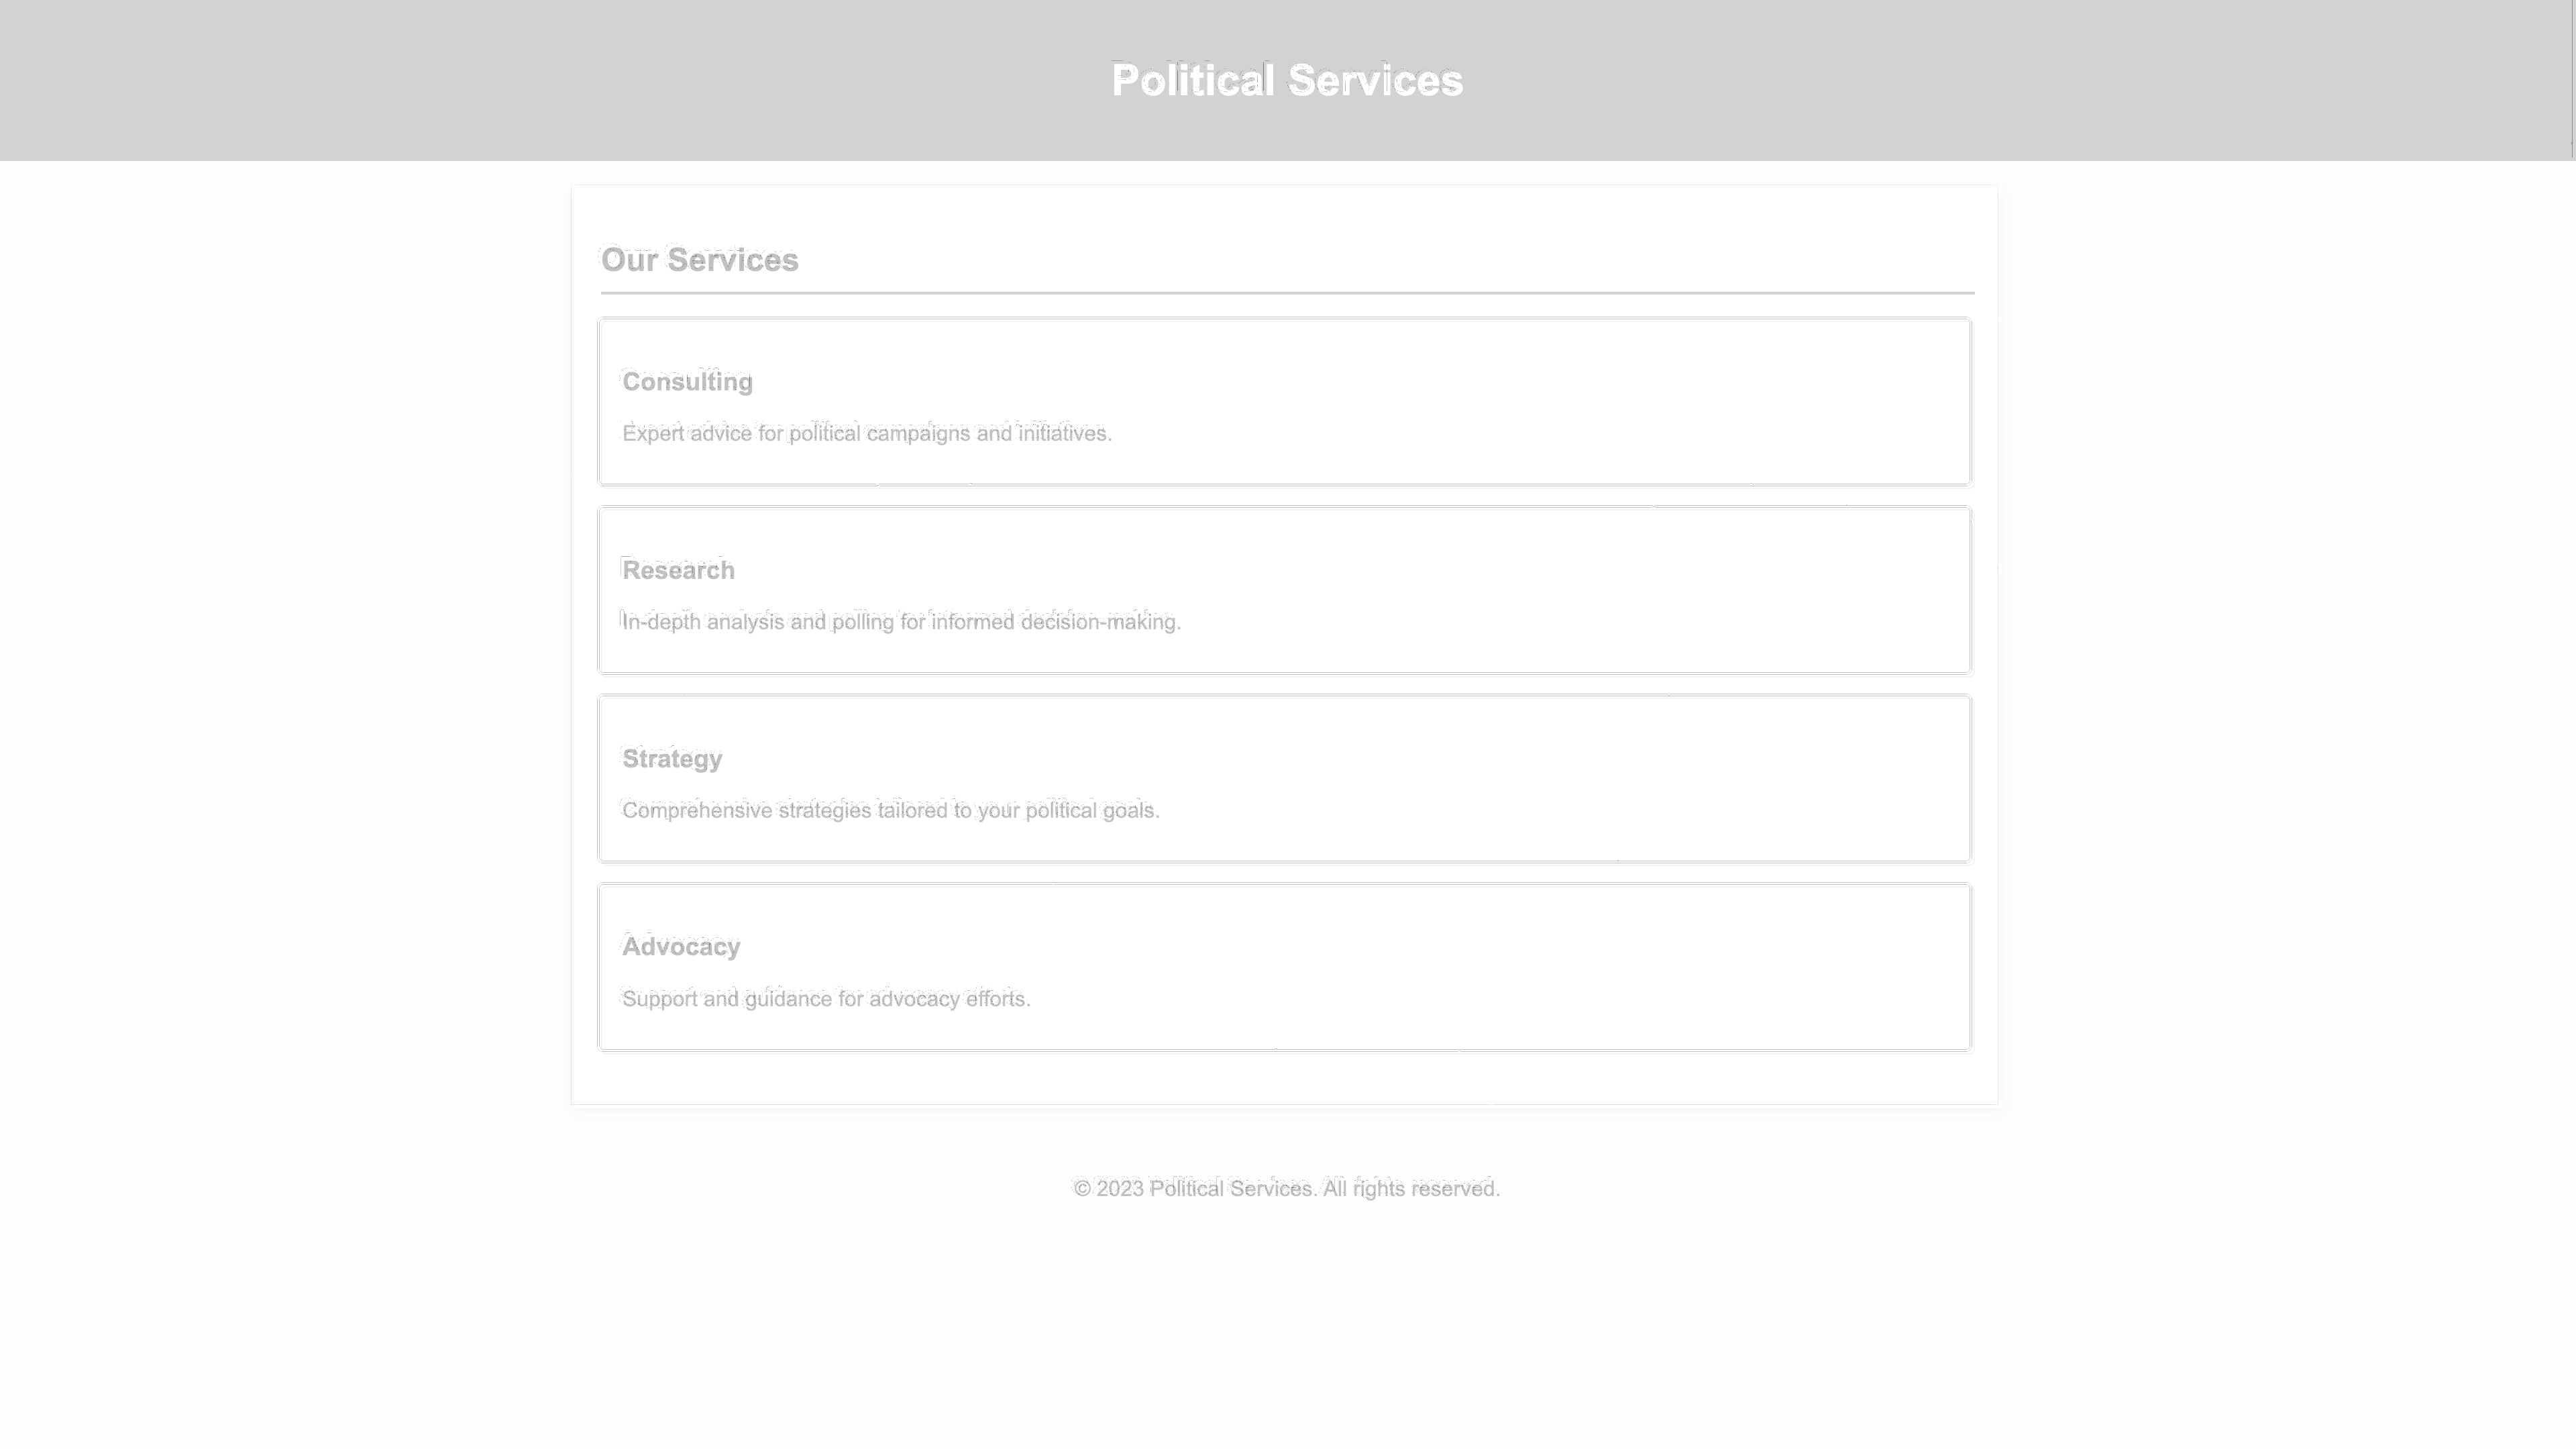 Political Services
Our Services
Consulting
Expert advice for political campaigns and initiatives.
Research
In-depth analysis and polling for informed decision-making.
Strategy
Comprehensive strategies tailored to your political goals.
Advocacy
Support and guidance for advocacy efforts.
© 2023 Political Services. All rights reserved.